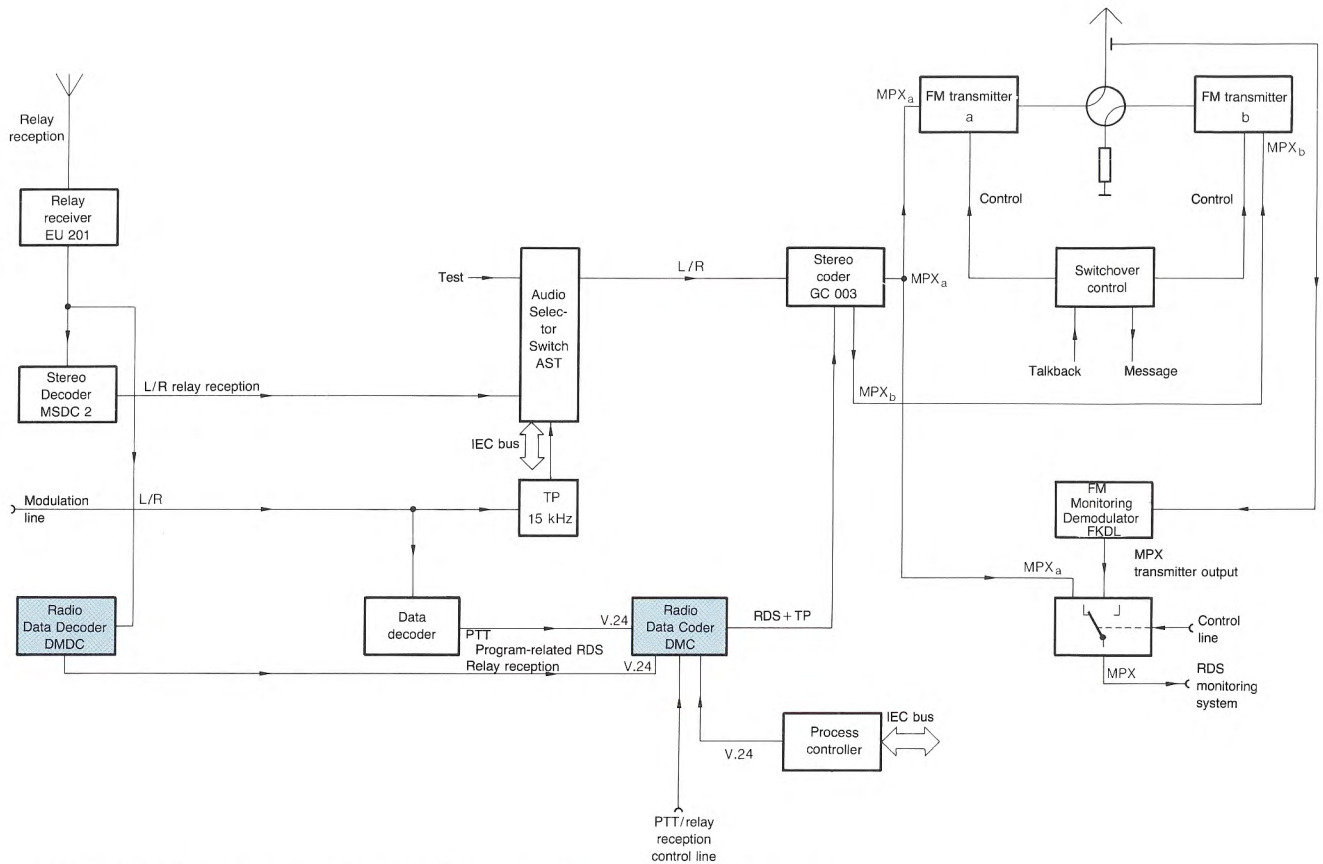 Relay
reception
Relay
receiver
EU 201
Stereo
Decoder
MSDC 2
L/R relay reception
Modulation
line
L/R
Radio
Data Decoder
DMDC
Test
Audio
Selec-
tor
Switch
AST
IEC bus
TP
15 kHz
Data
decoder
PTT
V.24
Program-related RDS
Relay reception
V.24
Radio
Data Coder
DMC
RDS+TP
PTT/relay
reception
control line
V.24
Process
controller
IEC bus
L/R
Stereo
coder
GC 003
MPXa
MPXb
MPXa
FM transmitter
a
FM transmitter
b
MPXb
Control
Control
Switchover
control
Talkback
Message
FM
Monitoring
Demodulator
FKDL
MPX
transmitter output
MPXa
Control
line
MPX
RDS
monitoring
system